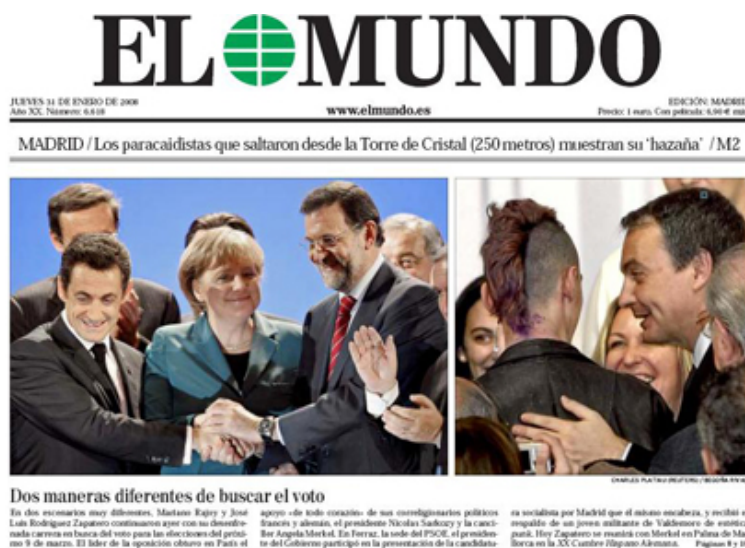 EL MUNDO
JUEVES 31 DE ENERO DE 2008
Año XX. Número: 6.618
www.elmundo.es
EDICIÓN: MADRID
Precio: 1 euro. Con película: 6,90 €
MADRID / Los paracaidistas que saltaron desde la Torre de Cristal (250 metros) muestran su 'hazaña' / M2
CHARLES PLATIAU (REUTERS) / BEGOÑA
Dos maneras diferentes de buscar el voto
En dos escenarios muy diferentes, Mariano Rajoy y José
Luis Rodríguez Zapatero continuaron ayer con su desenfre-
nada carrera en busca del voto para las elecciones del próxi-
mo 9 de marzo. El líder de la oposición obtuvo en París el
apoyo «de todo corazón» de sus correligionarios políticos
francés y alemán, el presidente Nicolas Sarkozy y la canci-
ller Angela Merkel. En Ferraz, la sede del PSOE, el presiden-
te del Gobierno participó en la presentación de la candidatu-
ra socialista por Madrid que él mismo encabeza, y recibió el
respaldo de un joven militante de Valdemoro de estética
punk. Hoy Zapatero se reunirá con Merkel en Palma de Ma-
llorca en la XX Cumbre Hispano Alemana. Páginas 8 y